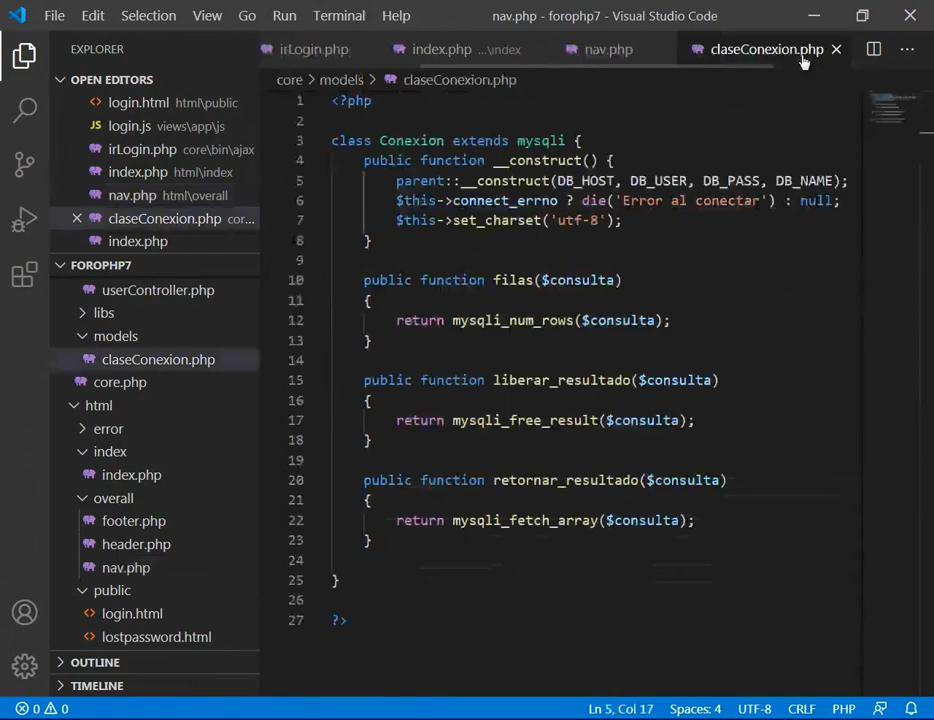 File Edit Selection View Go Run Terminal Help nav.php - forophp7 - Visual Studio Code
EXPLORER
OPEN EDITORS
login.html html\public
login.js views\app\js
irLogin.php core\bin\ajax
index.php html\index
nav.php html\overall
claseConexion.php cor...
index.php
FOROPHP7
userController.php
libs
models
claseConexion.php
core.php
html
error
index
index.php
overall
footer.php
header.php
nav.php
public
login.html
lostpassword.html
OUTLINE
TIMELINE
irLogin.php index.php ...\index nav.php claseConexion.php
core > models > claseConexion.php
1 <?php
2
3 class Conexion extends mysqli {
4 public function __construct() {
5 parent::__construct(DB_HOST, DB_USER, DB_PASS, DB_NAME);
6 $this->connect_errno ? die('Error al conectar') : null;
7 $this->set_charset('utf-8');
8 }
9
10 public function filas($consulta)
11 {
12 return mysqli_num_rows($consulta);
13 }
14
15 public function liberar_resultado($consulta)
16 {
17 return mysqli_free_result($consulta);
18 }
19
20 public function retornar_resultado($consulta)
21 {
22 return mysqli_fetch_array($consulta);
23 }
24
25 }
26
27 ?>
0 0 Ln 5, Col 17 Spaces: 4 UTF-8 CRLF PHP